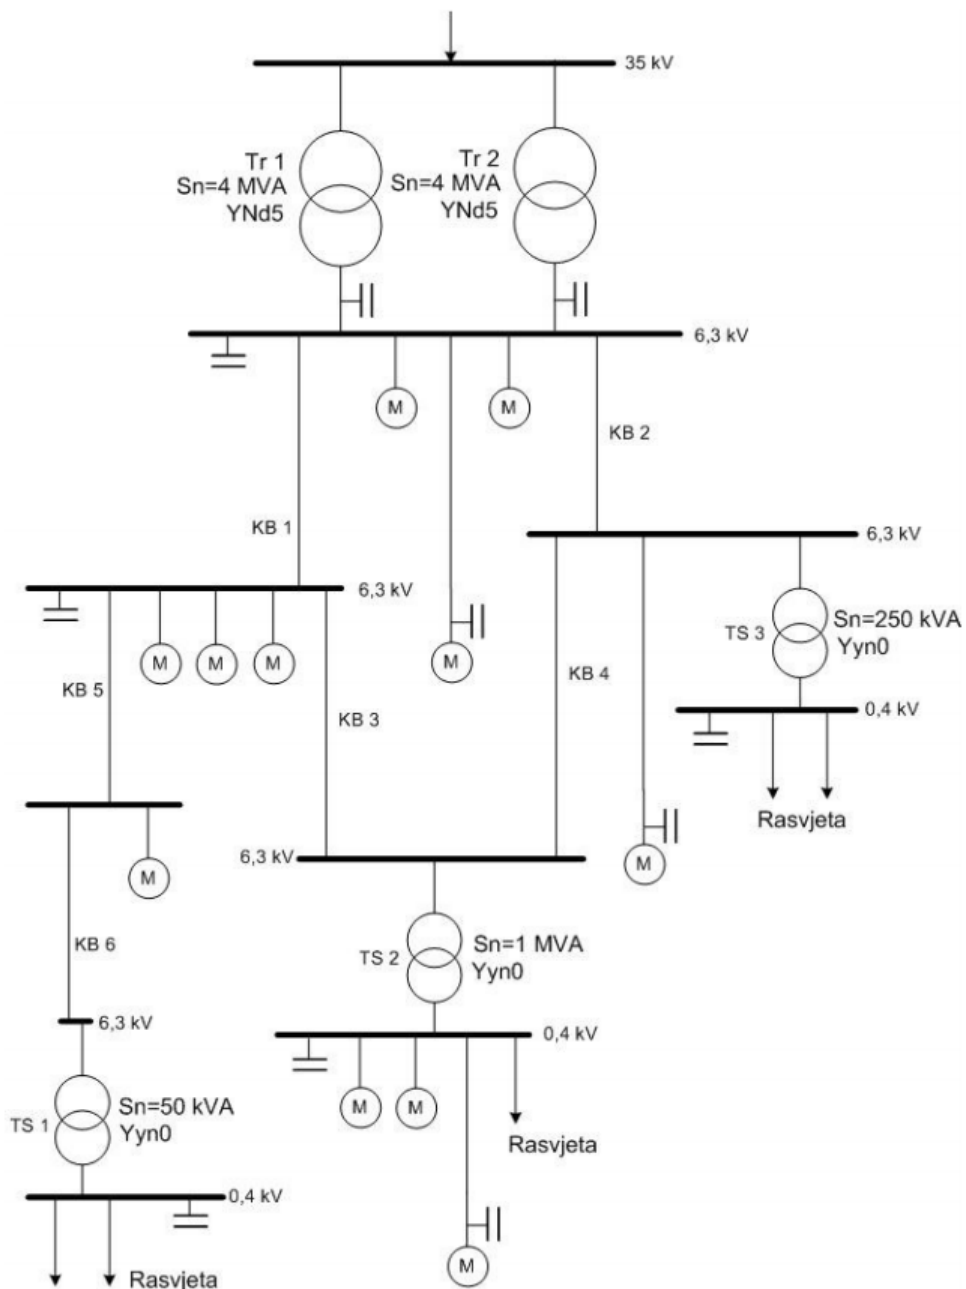 35 kV
Tr 1
Sn=4 MVA
YNd5
Tr 2
Sn=4 MVA
YNd5
6,3 kV
M
M
KB 2
KB 1
6,3 kV
6,3 kV
M
M
M
M
KB 5
KB 3
KB 4
TS 3
Sn=250 kVA
Yyn0
0,4 kV
Rasvjeta
M
6,3 kV
M
KB 6
TS 2
Sn=1 MVA
Yyn0
6,3 kV
0,4 kV
TS 1
Sn=50 kVA
Yyn0
M
M
Rasvjeta
0,4 kV
M
Rasvjeta